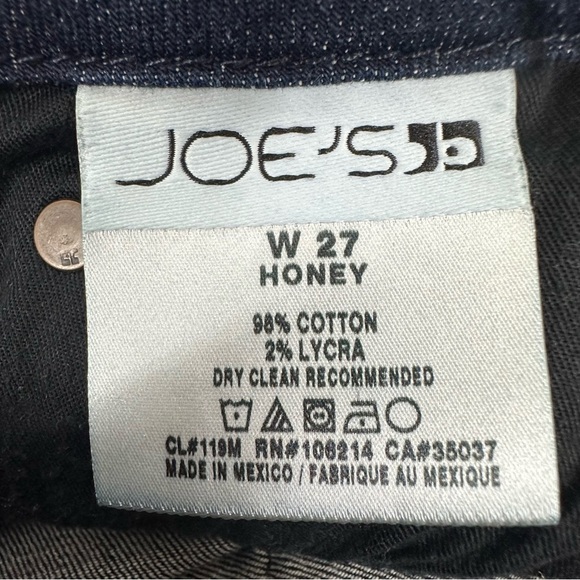 JOE'S
W 27
HONEY
98% COTTON
2% LYCRA
DRY CLEAN RECOMMENDED
CL#119M RN#106214 CA#35037
MADE IN MEXICO / FABRIQUE AU MEXIQUE